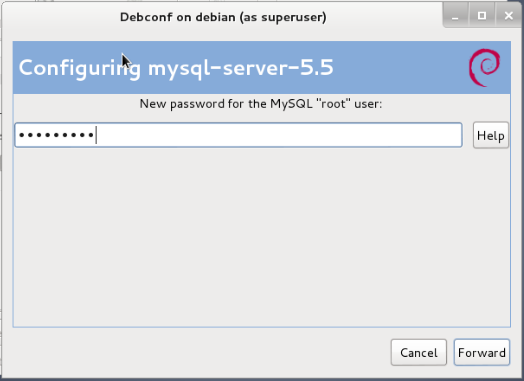 Debconf on debian (as superuser)
Configuring mysql-server-5.5
New password for the MySQL "root" user:
•••••••••
Help
Cancel
Forward